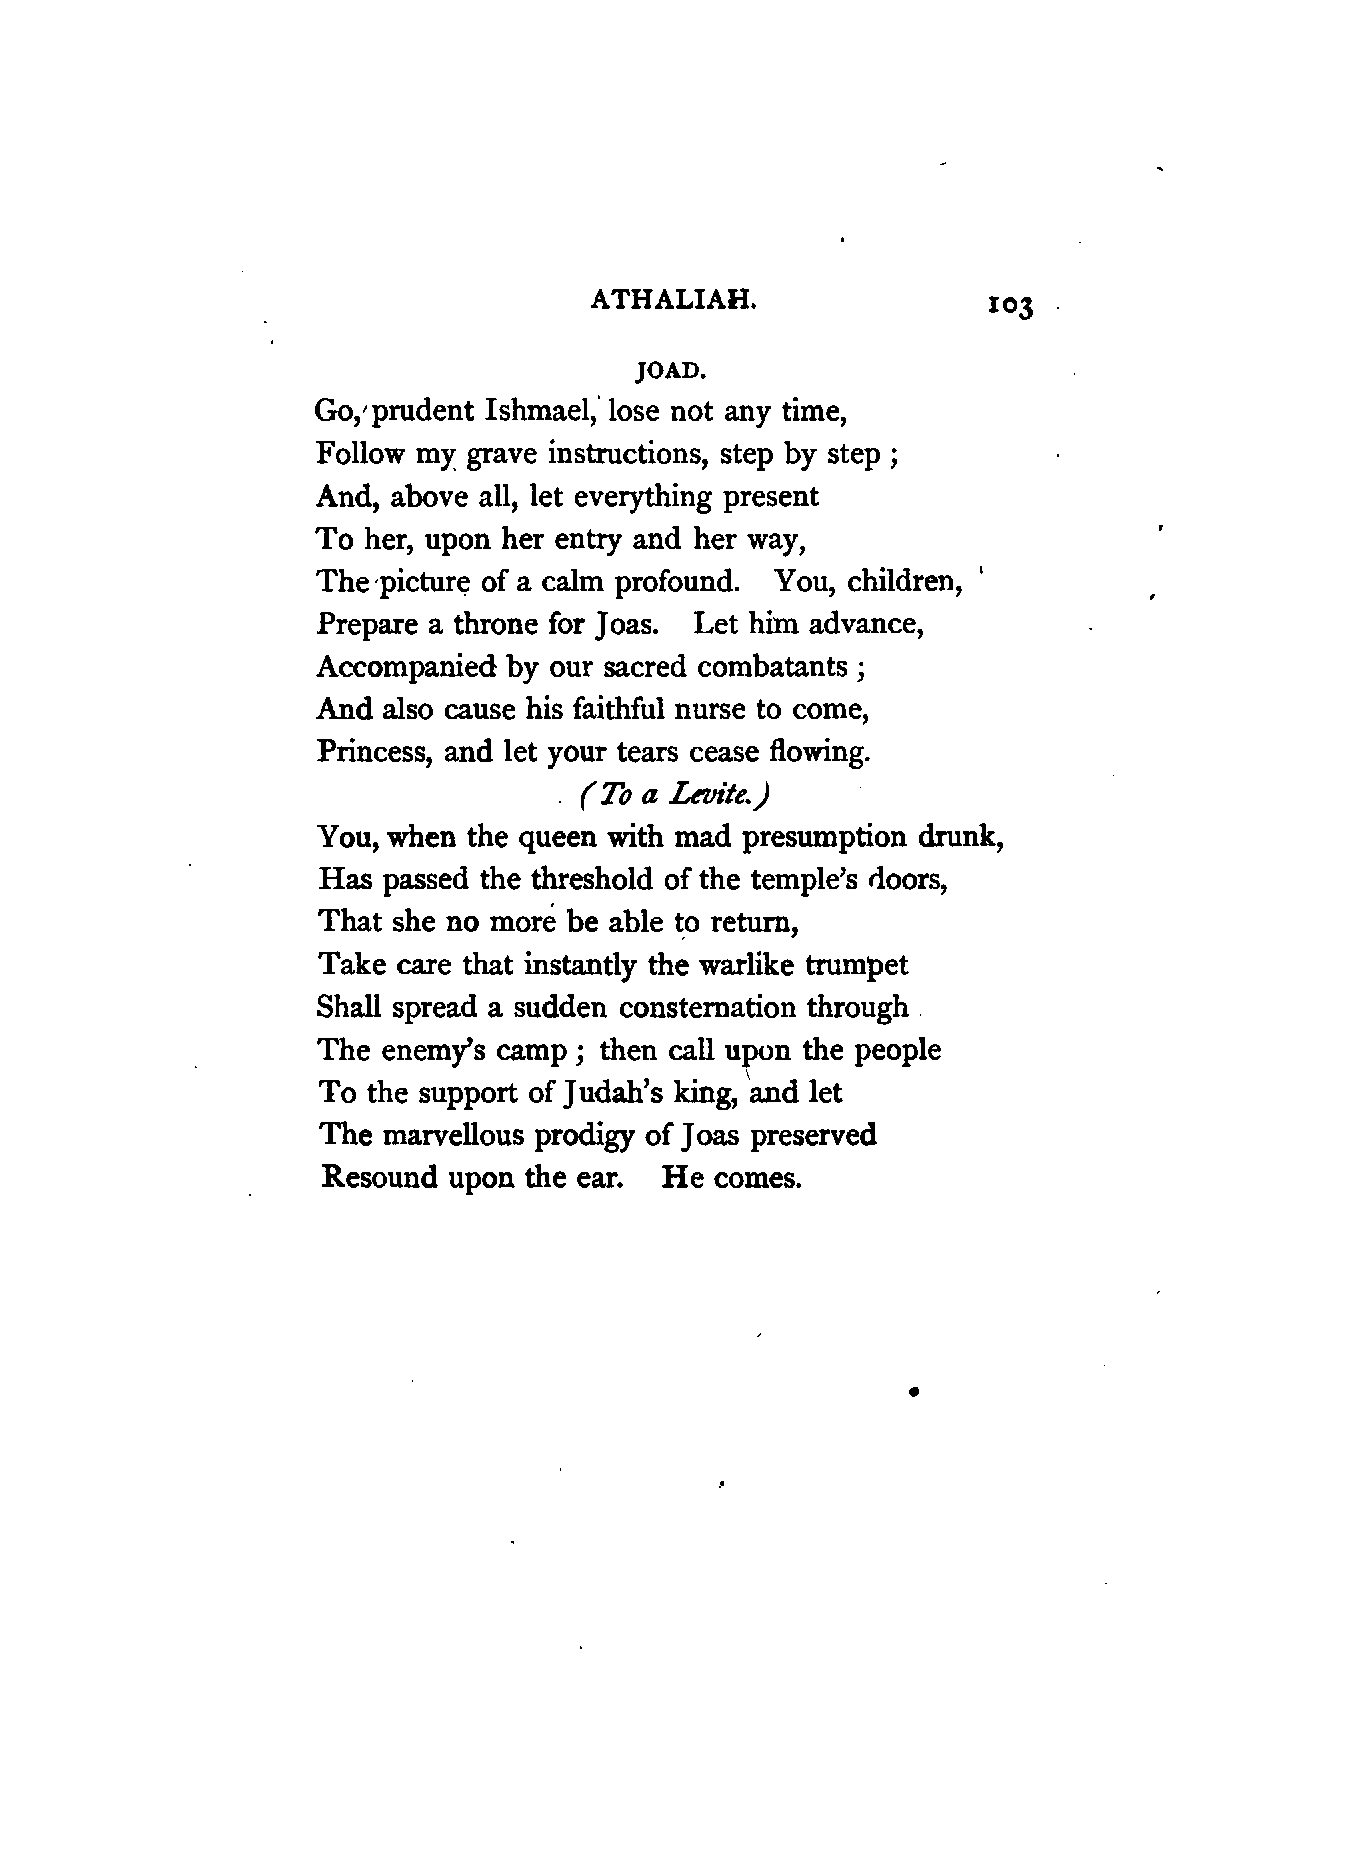 ATHALIAH. 103
JOAD.
Go, prudent Ishmael, lose not any time,
Follow my grave instructions, step by step ;
And, above all, let everything present
To her, upon her entry and her way,
The picture of a calm profound. You, children,
Prepare a throne for Joas. Let him advance,
Accompanied by our sacred combatants ;
And also cause his faithful nurse to come,
Princess, and let your tears cease flowing.
(To a Levite.)
You, when the queen with mad presumption drunk,
Has passed the threshold of the temple's doors,
That she no more be able to return,
Take care that instantly the warlike trumpet
Shall spread a sudden consternation through
The enemy's camp ; then call upon the people
To the support of Judah's king, and let
The marvellous prodigy of Joas preserved
Resound upon the ear. He comes.